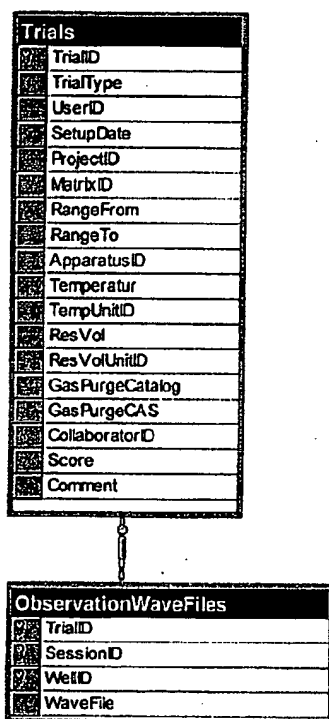 Trials
TrialID
TrialType
UserID
SetupDate
ProjectID
MatrixID
RangeFrom
RangeTo
ApparatusID
Temperatur
TempUnitID
ResVol
ResVolUnitID
GasPurgeCatalog
GasPurgeCAS
CollaboratorID
Score
Comment
ObservationWaveFiles
TrialID
SessionID
WellID
WaveFile